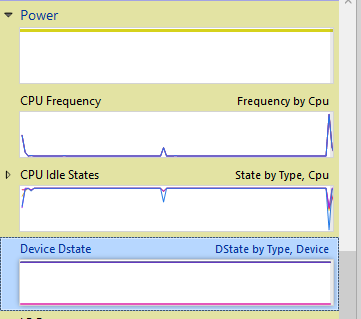 Power
CPU Frequency Frequency by Cpu
CPU Idle States State by Type, Cpu
Device Dstate DState by Type, Device